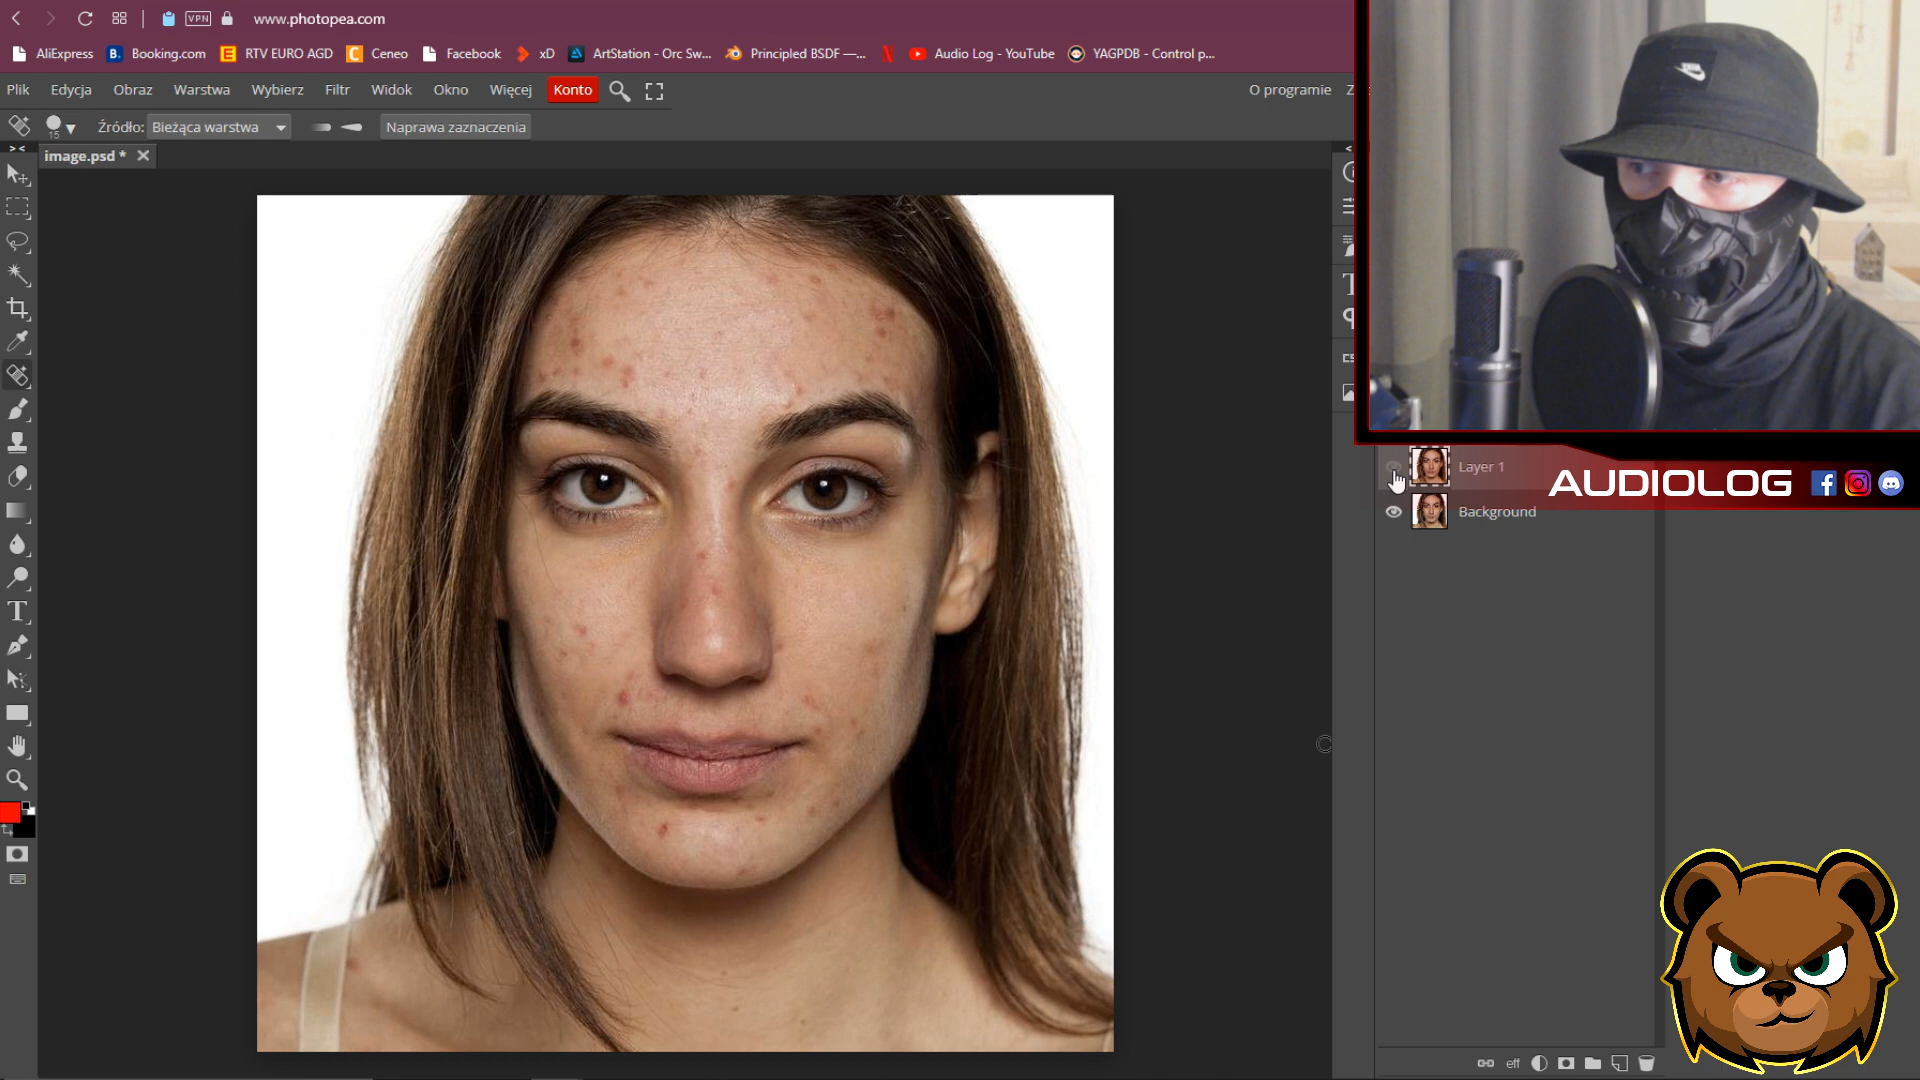 VPN www.photopea.com
AliExpress B. Booking.com E RTV EURO AGD C Ceneo Facebook xD ArtStation - Orc Sw... Principled BSDF —... Audio Log - YouTube YAGPDB - Control p...
Plik Edycja Obraz Warstwa Wybierz Filtr Widok Okno Więcej Konto O programie
15 Źródło: Bieżąca warstwa Naprawa zaznaczenia
image.psd *
Layer 1
AUDIOLOG
Background
eff